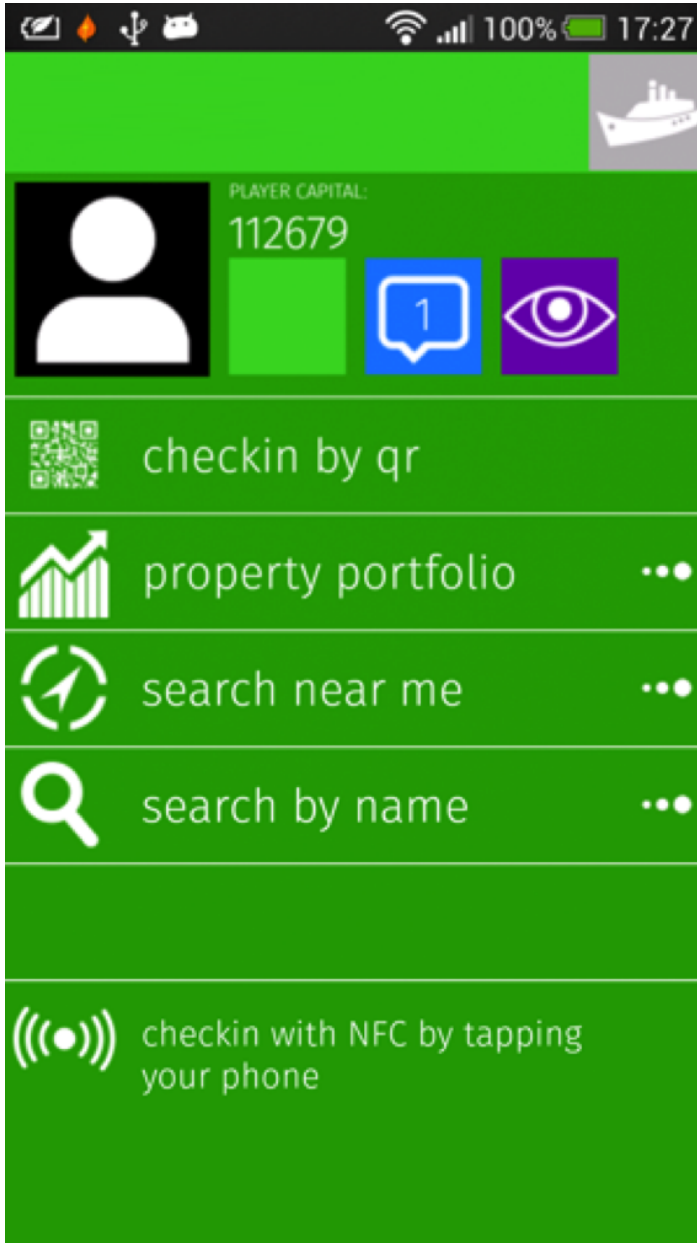 100% 17:27
PLAYER CAPITAL:
112679
1
checkin by qr
property portfolio
search near me
search by name
checkin with NFC by tapping
your phone